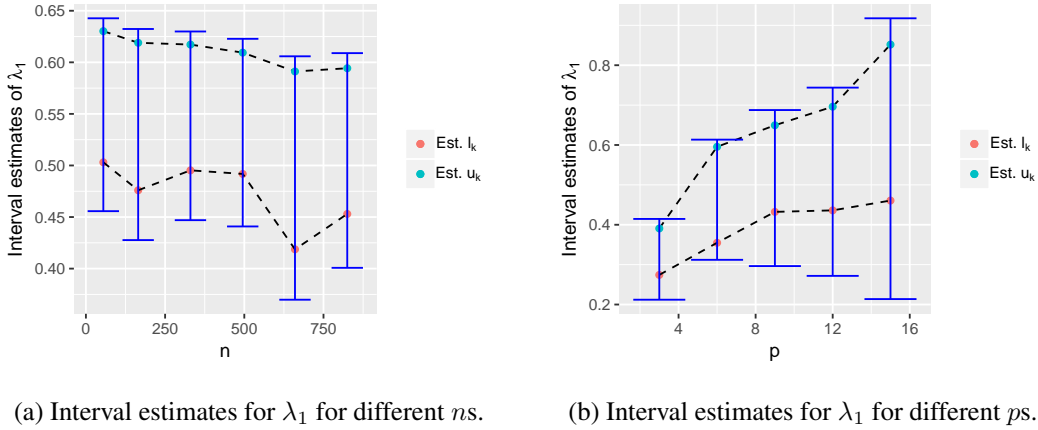 0.65
0.60
0.55
0.50
0.45
0.40
Interval estimates of λ₁
0 250 500 750
n
Est. lₖ
Est. uₖ
(a) Interval estimates for λ₁ for different ns.
0.8
0.6
0.4
0.2
Interval estimates of λ₁
4 8 12 16
p
Est. lₖ
Est. uₖ
(b) Interval estimates for λ₁ for different ps.